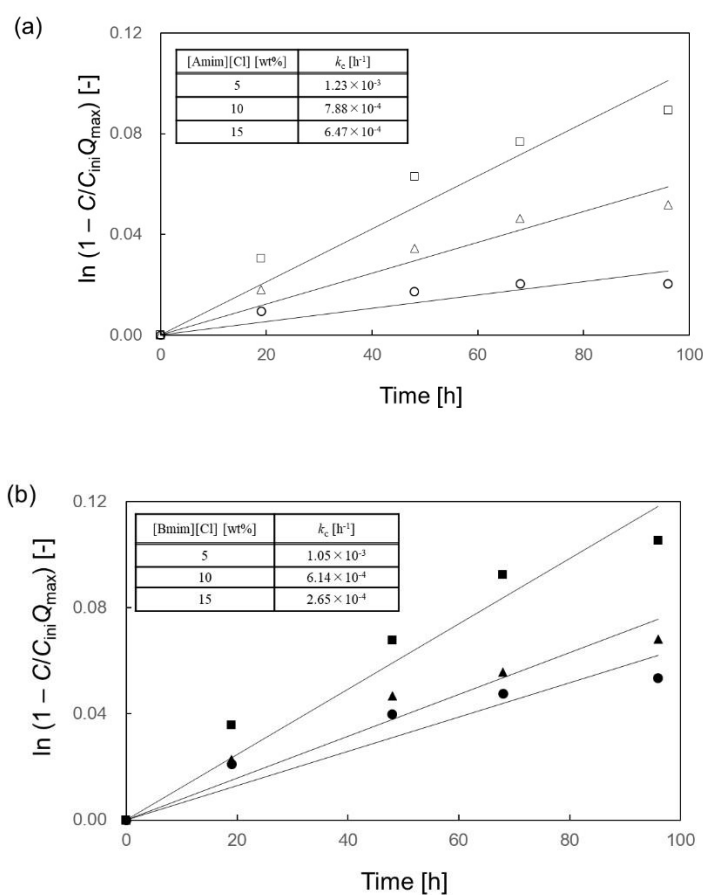 (a)
ln (1 – C/CiniQmax) [-]
0.12
0.08
0.04
0.00
[Amim][Cl] [wt%] kc [h-1]
5 1.23×10-3
10 7.88×10-4
15 6.47×10-4
0 20 40 60 80 100
Time [h]
(b)
ln (1 – C/CiniQmax) [-]
0.12
0.08
0.04
0.00
[Bmim][Cl] [wt%] kc [h-1]
5 1.05×10-3
10 6.14×10-4
15 2.65×10-4
0 20 40 60 80 100
Time [h]